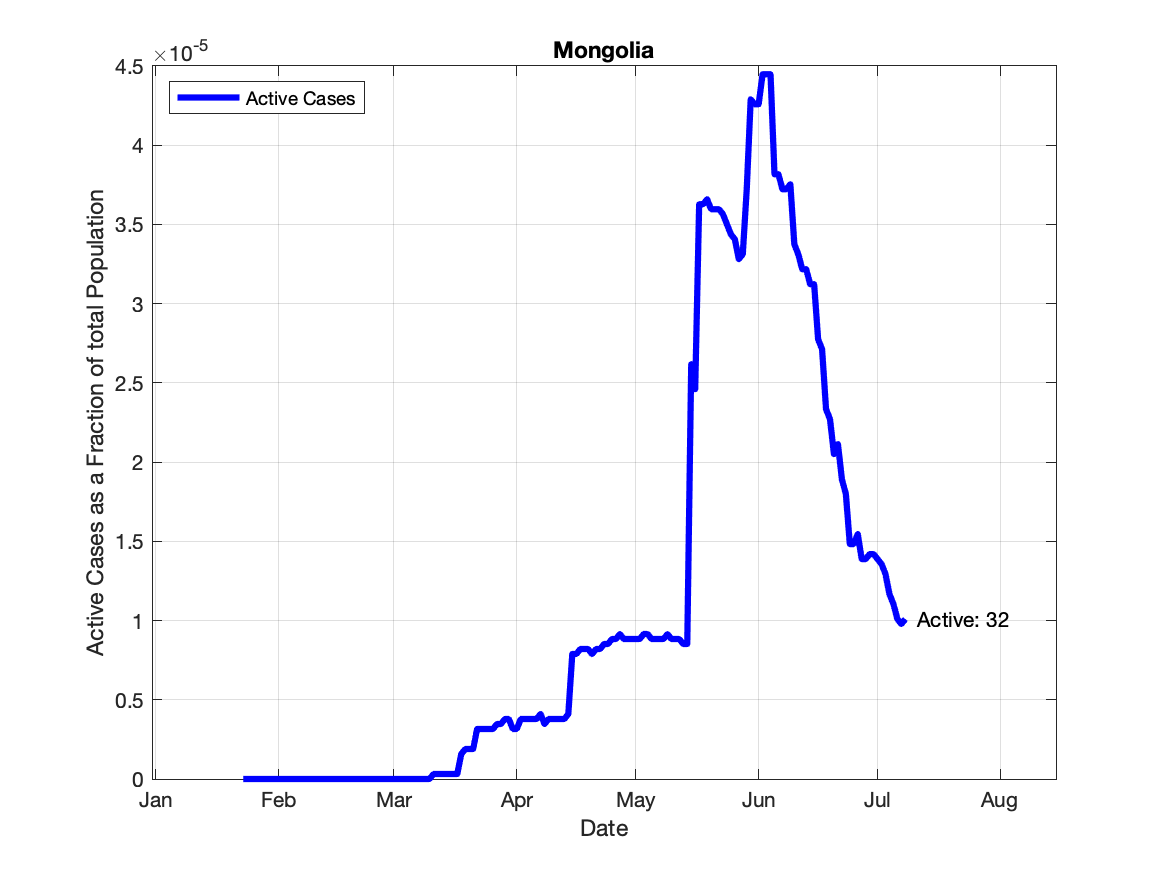 Mongolia
×10-5
Active Cases
4.5
4
3.5
3
2.5
2
1.5
1
0.5
0
Active Cases as a Fraction of total Population
Active: 32
Jan Feb Mar Apr May Jun Jul Aug
Date